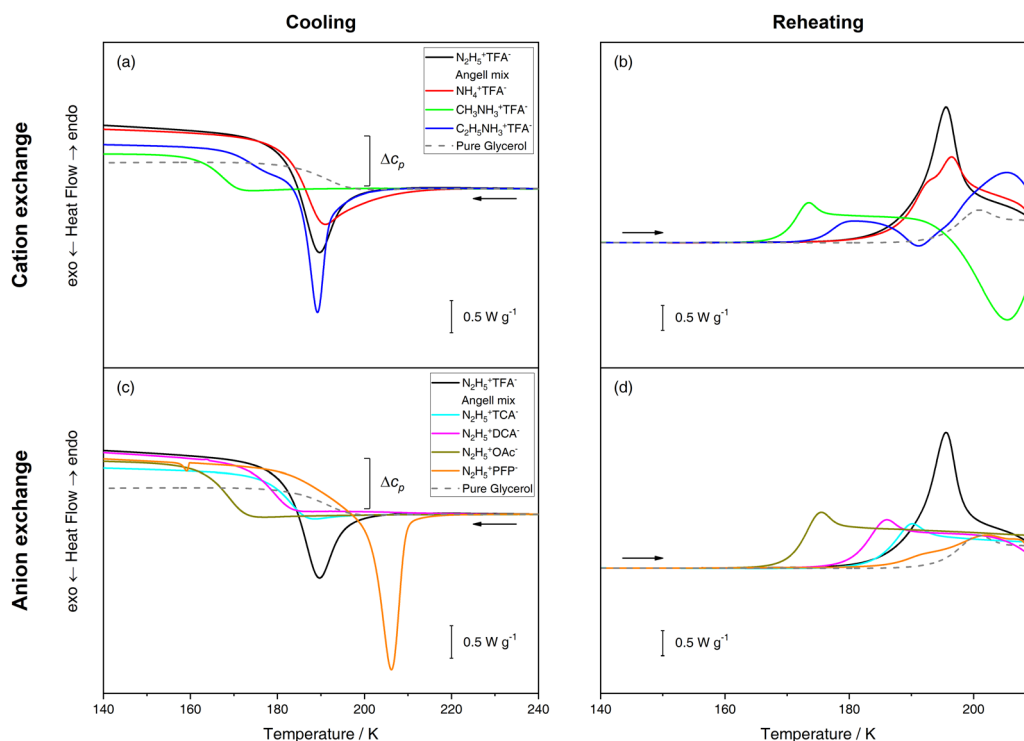 Cooling
Reheating
Cation exchange
exo ← Heat Flow → endo
(a)
N₂H₅⁺TFA⁻
Angell mix
NH₄⁺TFA⁻
CH₃NH₃⁺TFA⁻
C₂H₅NH₃⁺TFA⁻
Pure Glycerol
Δcₚ
0.5 W g⁻¹
(b)
0.5 W g⁻¹
Anion exchange
exo ← Heat Flow → endo
(c)
N₂H₅⁺TFA⁻
Angell mix
N₂H₅⁺TCA⁻
N₂H₅⁺DCA⁻
N₂H₅⁺OAc⁻
N₂H₅⁺PFP⁻
Pure Glycerol
Δcₚ
0.5 W g⁻¹
140 160 180 200 220 240
Temperature / K
(d)
0.5 W g⁻¹
140 160 180 200
Temperature / K